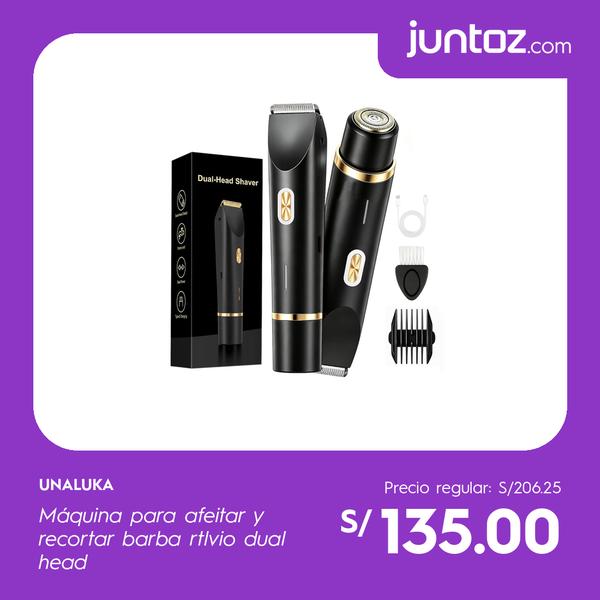 juntoz.com
Dual-Head Shaver
UNALUKA
Máquina para afeitar y
recortar barba rtlvio dual
head
Precio regular: S/206.25
S/135.00